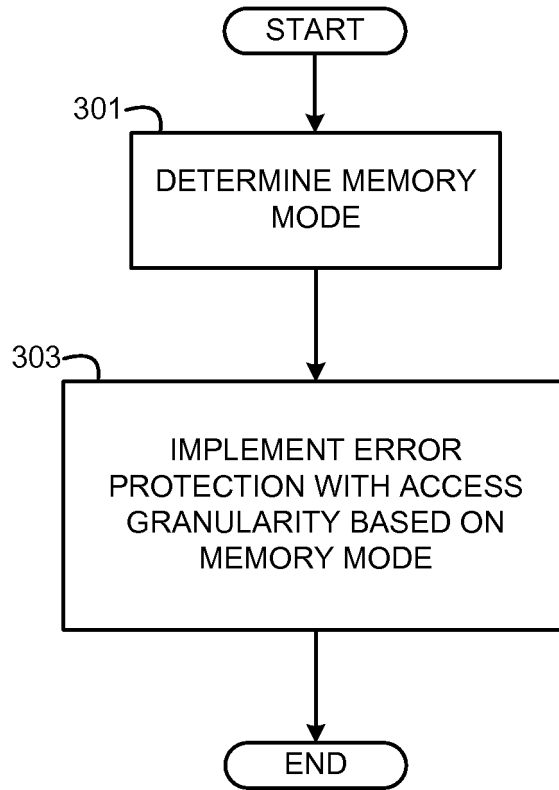 START
301
DETERMINE MEMORY
MODE
303
IMPLEMENT ERROR
PROTECTION WITH ACCESS
GRANULARITY BASED ON
MEMORY MODE
END